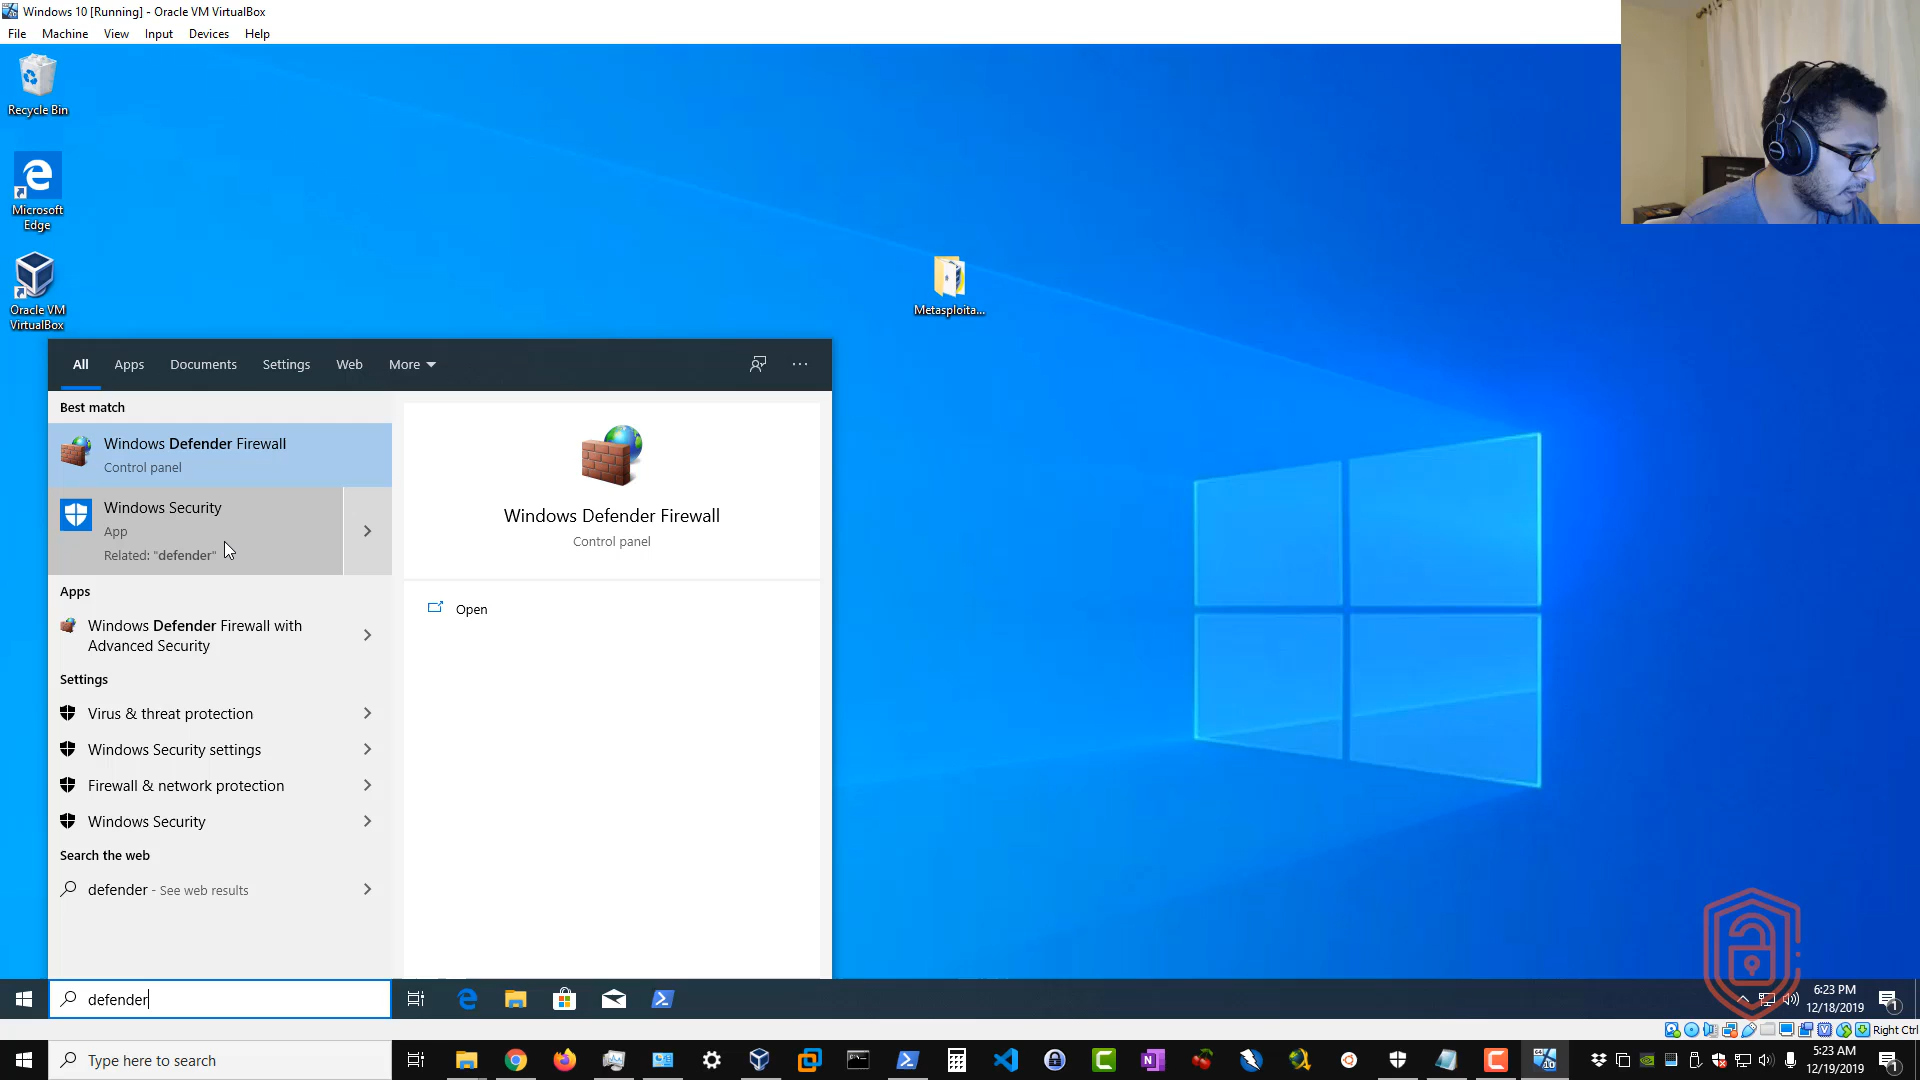 Windows 10 [Running] - Oracle VM VirtualBox
File Machine View Input Devices Help
Recycle Bin
Microsoft
Edge
Oracle VM
VirtualBox
Metasploita...
All Apps Documents Settings Web More
Best match
Windows Defender Firewall
Control panel
Windows Security
App
Related: "defender"
Apps
Windows Defender Firewall with
Advanced Security
Settings
Virus & threat protection
Windows Security settings
Firewall & network protection
Windows Security
Search the web
defender - See web results
Windows Defender Firewall
Control panel
Open
defender
6:23 PM
12/18/2019
1
Right Ctrl
Type here to search
5:23 AM
12/19/2019
1